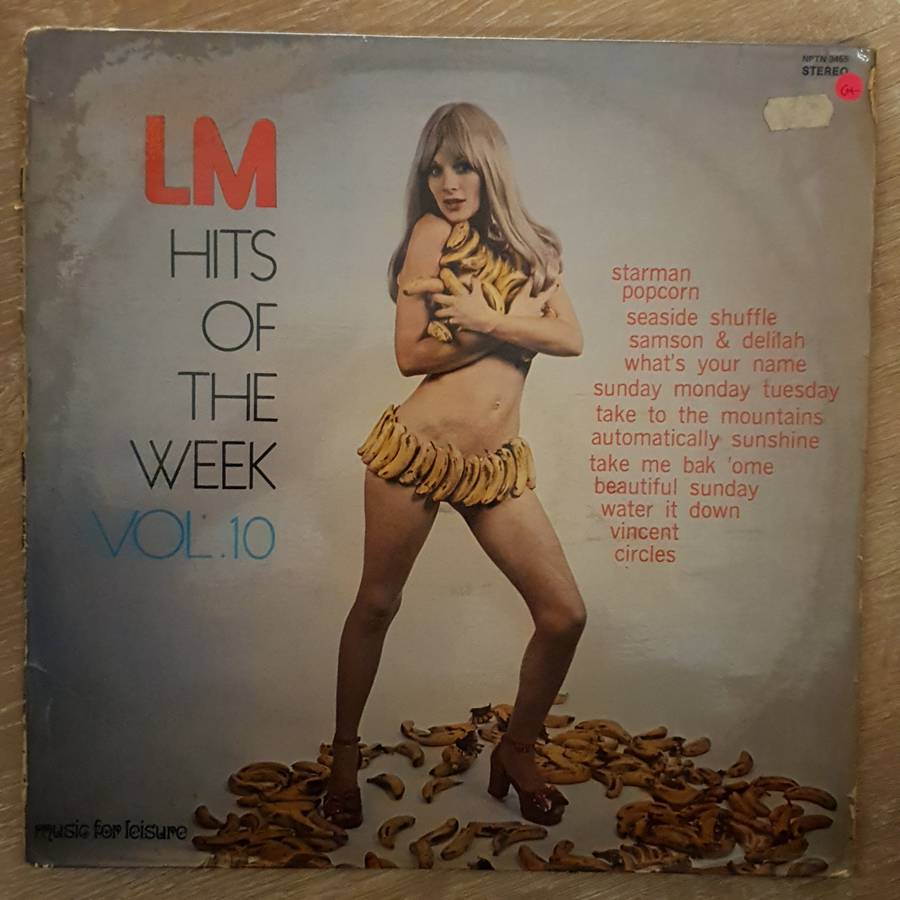 LM
HITS
OF
THE
WEEK
VOL.10
NPTN 3465
STEREO
G+
starman
popcorn
seaside shuffle
samson & delilah
what's your name
sunday monday tuesday
take to the mountains
automatically sunshine
take me bak 'ome
beautiful sunday
water it down
vincent
circles
music for leisure